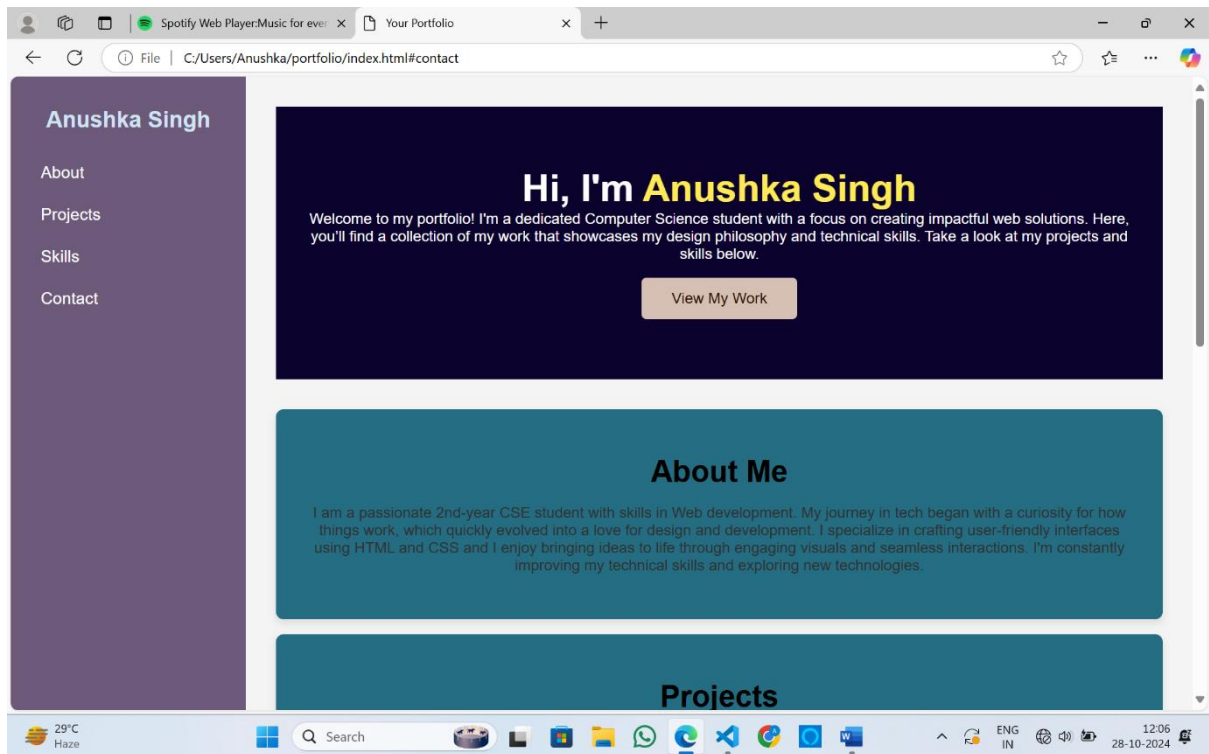 Spotify Web Player:Music for ever
Your Portfolio
File | C:/Users/Anushka/portfolio/index.html#contact
Anushka Singh
About
Projects
Skills
Contact
Hi, I'm Anushka Singh
Welcome to my portfolio! I'm a dedicated Computer Science student with a focus on creating impactful web solutions. Here,
you'll find a collection of my work that showcases my design philosophy and technical skills. Take a look at my projects and
skills below.
View My Work
About Me
I am a passionate 2nd-year CSE student with skills in Web development. My journey in tech began with a curiosity for how
things work, which quickly evolved into a love for design and development. I specialize in crafting user-friendly interfaces
using HTML and CSS and I enjoy bringing ideas to life through engaging visuals and seamless interactions. I'm constantly
improving my technical skills and exploring new technologies.
Projects
29°C
Haze
Search
ENG
IN
12:06
28-10-2024